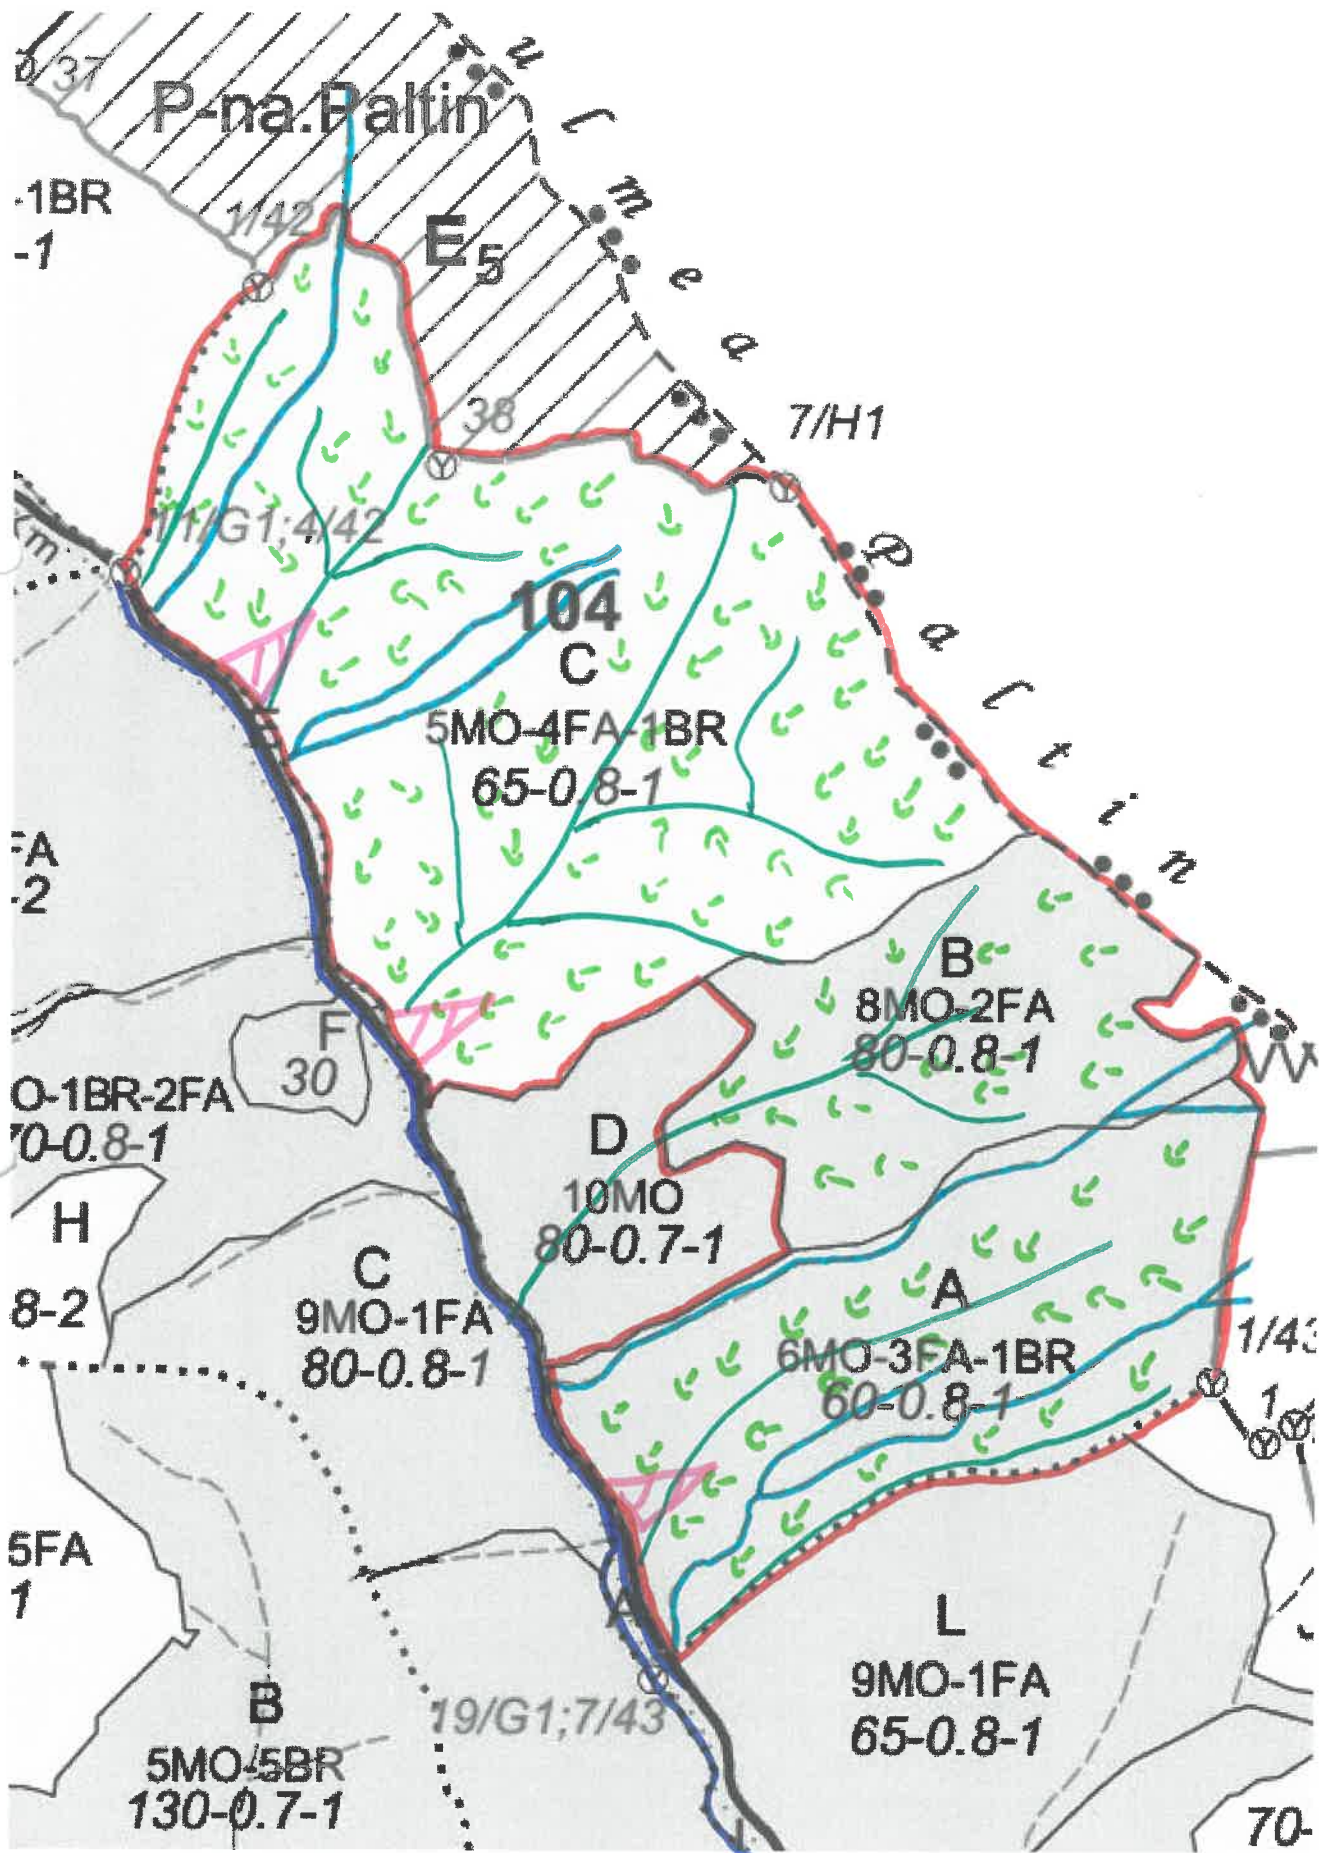 37
P-na.Paltin
Culmea Paltin
-1BR
-1
1/42
E5
38
7/H1
11/G1;4/42
km
104
C
5MO-4FA-1BR
65-0.8-1
FA
-2
B
8MO-2FA
80-0.8-1
F
30
O-1BR-2FA
70-0.8-1
D
10MO
80-0.7-1
H
8-2
C
9MO-1FA
80-0.8-1
A
6MO-3FA-1BR
60-0.8-1
1/43
1
5FA
1
A
L
9MO-1FA
65-0.8-1
B
5MO-5BR
130-0.7-1
19/G1;7/43
70-